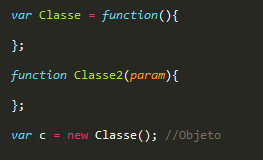 var Classe = function(){
};
function Classe2(param){
};
var c = new Classe(); //Objeto